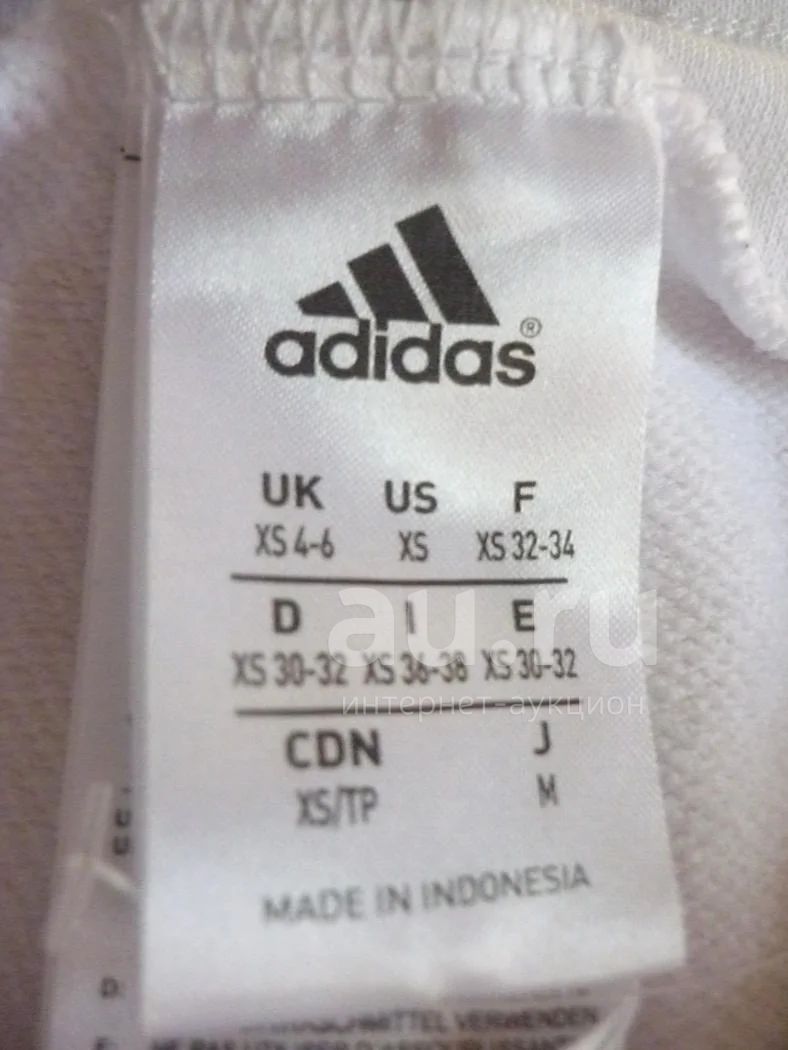 adidas®
UK US F
XS 4-6 XS XS 32-34
D I E
XS 30-32 XS 36-38 XS 30-32
CDN J
XS/TP M
MADE IN INDONESIA
au.ru
интернет-аукцион
D:
VERWENDEN